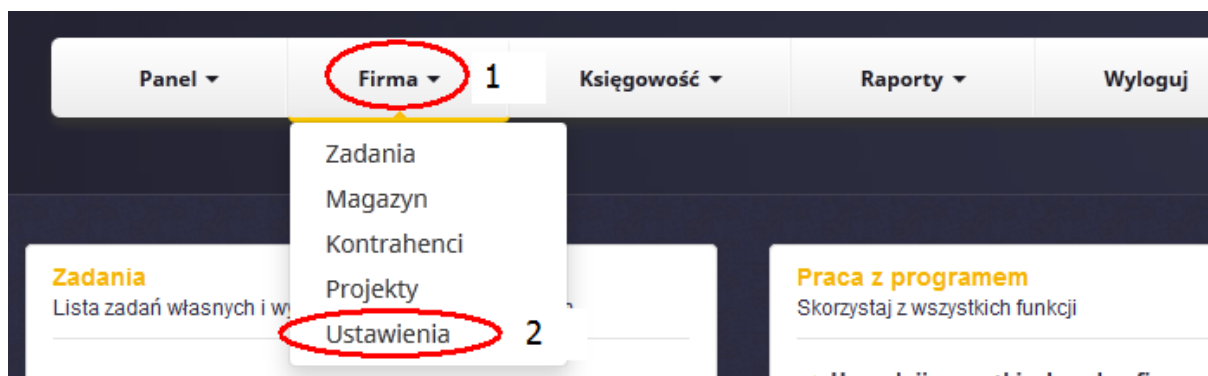 Panel Firma 1 Księgowość Raporty Wyloguj
Zadania
Magazyn
Kontrahenci
Projekty
Ustawienia 2
Zadania
Lista zadań własnych i
Praca z programem
Skorzystaj z wszystkich funkcji